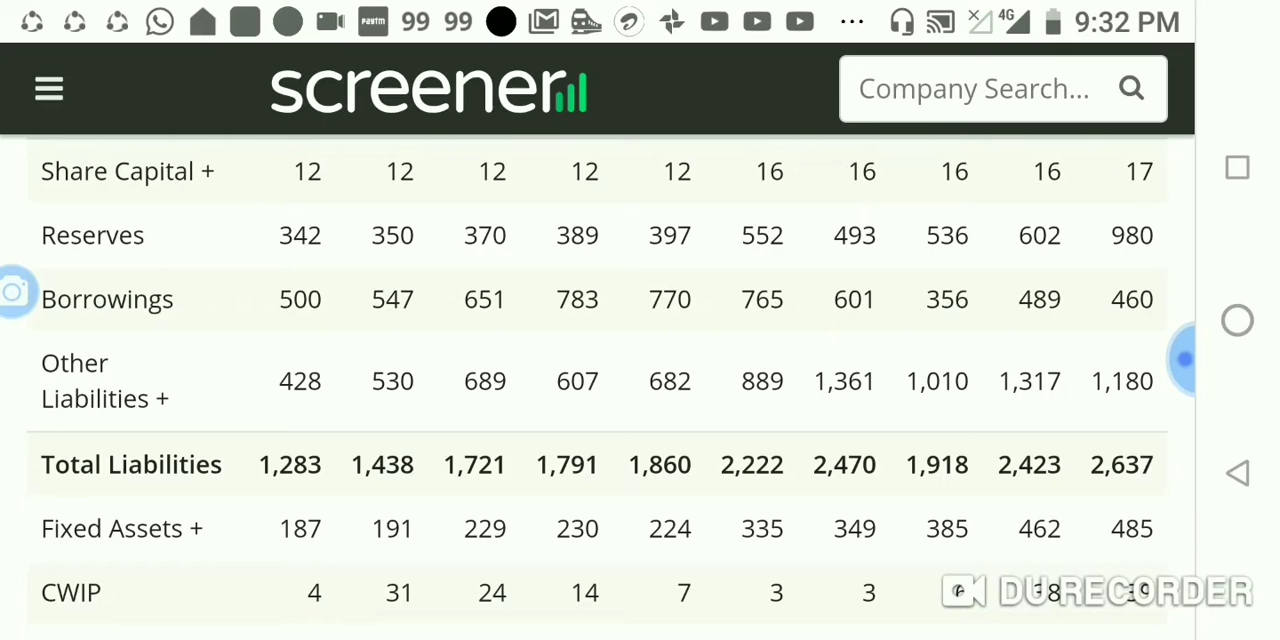 Paytm 99 99 ... 4G 9:32 PM
screener Company Search...
Share Capital + 12 12 12 12 12 16 16 16 16 17
Reserves 342 350 370 389 397 552 493 536 602 980
Borrowings 500 547 651 783 770 765 601 356 489 460
Other
Liabilities + 428 530 689 607 682 889 1,361 1,010 1,317 1,180
Total Liabilities 1,283 1,438 1,721 1,791 1,860 2,222 2,470 1,918 2,423 2,637
Fixed Assets + 187 191 229 230 224 335 349 385 462 485
CWIP 4 31 24 14 7 3 3
DU RECORDER